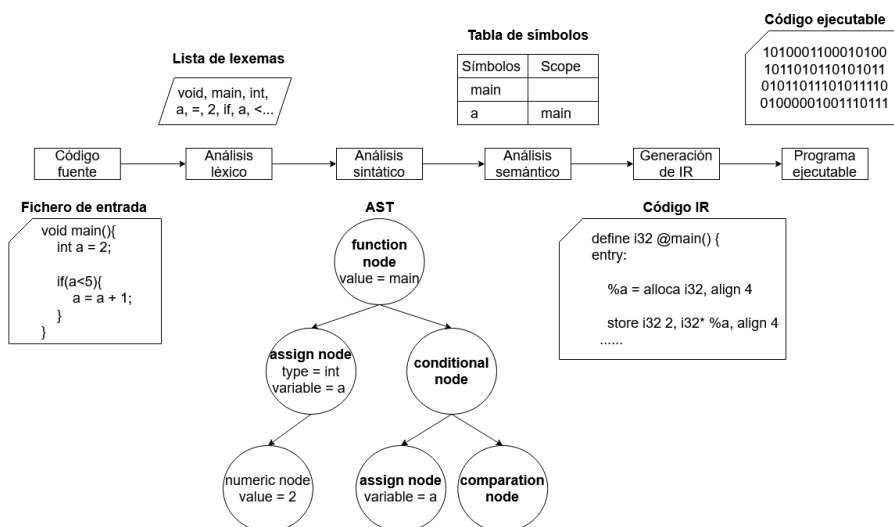 Código ejecutable
1010001100010100
1011010110101011
01011011101011110
01000001001110111
Tabla de símbolos
Símbolos Scope
main
a main
Lista de lexemas
void, main, int,
a, =, 2, if, a, <...
Código
fuente
Análisis
léxico
Análisis
sintático
Análisis
semántico
Generación
de IR
Programa
ejecutable
Fichero de entrada
void main(){
int a = 2;
if(a<5){
a = a + 1;
}
}
AST
function
node
value = main
assign node
type = int
variable = a
conditional
node
numeric node
value = 2
assign node
variable = a
comparation
node
Código IR
define i32 @main() {
entry:
%a = alloca i32, align 4
store i32 2, i32* %a, align 4
......